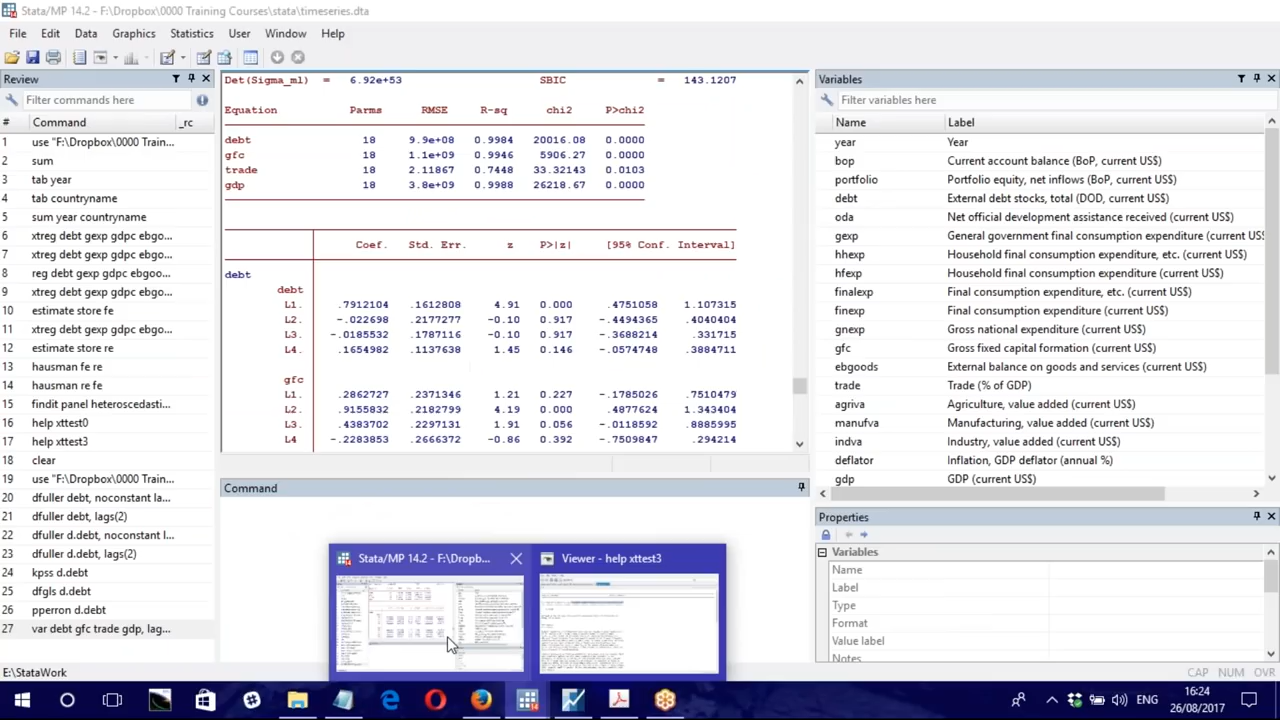 Stata/MP 14.2 - F:\Dropbox\0000 Training Courses\stata\timeseries.dta
File Edit Data Graphics Statistics User Window Help
Review
Filter commands here
# Command _rc
1 use "F:\Dropbox\0000 Train...
2 sum
3 tab year
4 tab countryname
5 sum year countryname
6 xtreg debt gexp gdpc ebgoo...
7 xtreg debt gexp gdpc ebgoo...
8 reg debt gexp gdpc ebgood...
9 xtreg debt gexp gdpc ebgoo...
10 estimate store fe
11 xtreg debt gexp gdpc ebgoo...
12 estimate store re
13 hausman fe re
14 hausman re fe
15 findit panel heteroscedasti...
16 help xttest0
17 help xttest3
18 clear
19 use "F:\Dropbox\0000 Train...
20 dfuller debt, noconstant la...
21 dfuller debt, lags(2)
22 dfuller d.debt, noconstant l...
23 dfuller d.debt, lags(2)
24 kpss d.debt
25 dfgls d.debt
26 pperron d.debt
27 var debt gfc trade gdp, lag...
Det(Sigma_ml) = 6.92e+53 SBIC = 143.1207
Equation Parms RMSE R-sq chi2 P>chi2
debt 18 9.9e+08 0.9984 20016.08 0.0000
gfc 18 1.1e+09 0.9946 5906.27 0.0000
trade 18 2.11867 0.7448 33.32143 0.0103
gdp 18 3.8e+09 0.9988 26218.67 0.0000
Coef. Std. Err. z P>|z| [95% Conf. Interval]
debt
debt
L1. .7912104 .1612808 4.91 0.000 .4751058 1.107315
L2. -.022698 .2177277 -0.10 0.917 -.4494365 .4040404
L3. -.0185532 .1787116 -0.10 0.917 -.3688214 .331715
L4. .1654982 .1137638 1.45 0.146 -.0574748 .3884711
gfc
L1. .2862727 .2371346 1.21 0.227 -.1785026 .7510479
L2. .9155832 .2182799 4.19 0.000 .4877624 1.343404
L3. .4383702 .2297131 1.91 0.056 -.0118592 .8885995
L4 -.2283853 .2666372 -0.86 0.392 -.7509847 .294214
Command
Stata/MP 14.2 - F:\Dropb...
Viewer - help xttest3
Variables
Filter variables here
Name Label
year Year
bop Current account balance (BoP, current US$)
portfolio Portfolio equity, net inflows (BoP, current US$)
debt External debt stocks, total (DOD, current US$)
oda Net official development assistance received (current US$)
gexp General government final consumption expenditure (current US$)
hhexp Household final consumption expenditure, etc. (current US$)
hfexp Household final consumption expenditure (current US$)
finalexp Final consumption expenditure, etc. (current US$)
finexp Final consumption expenditure (current US$)
gnexp Gross national expenditure (current US$)
gfc Gross fixed capital formation (current US$)
ebgoods External balance on goods and services (current US$)
trade Trade (% of GDP)
agriva Agriculture, value added (current US$)
manufva Manufacturing, value added (current US$)
indva Industry, value added (current US$)
deflator Inflation, GDP deflator (annual %)
gdp GDP (current US$)
Properties
Variables
Name
Label
Type
Format
Value label
Notes
E:\StataWork
CAP NUM OVR
ENG
16:24
26/08/2017